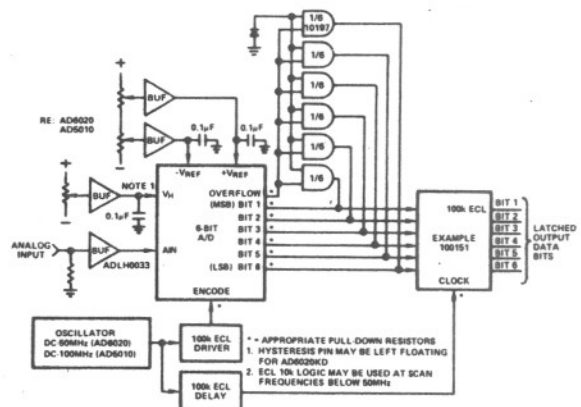 1/6
10197
1/6
1/6
1/6
1/6
1/6
+
BUF
RE: AD6020
AD5010
BUF
–
0.1µF
0.1µF
-VREF
+VREF
+
BUF
NOTE 1
VH
–
0.1µF
ANALOG
INPUT
BUF
ADLH0033
AIN
6-BIT
A/D
ENCODE
OVERFLOW
(MSB) BIT 1
BIT 2
BIT 3
BIT 4
BIT 5
(LSB) BIT 6
*
*
*
*
*
*
*
100k ECL
EXAMPLE
100151
CLOCK
BIT 1
BIT 2
BIT 3
BIT 4
BIT 5
BIT 6
LATCHED
OUTPUT
DATA
BITS
*
*
OSCILLATOR
DC-50MHz (AD6020)
DC-100MHz (AD5010)
100k ECL
DRIVER
100k ECL
DELAY
* = APPROPRIATE PULL-DOWN RESISTORS
1. HYSTERESIS PIN MAY BE LEFT FLOATING
FOR AD6020KD
2. ECL 10k LOGIC MAY BE USED AT SCAN
FREQUENCIES BELOW 50MHz